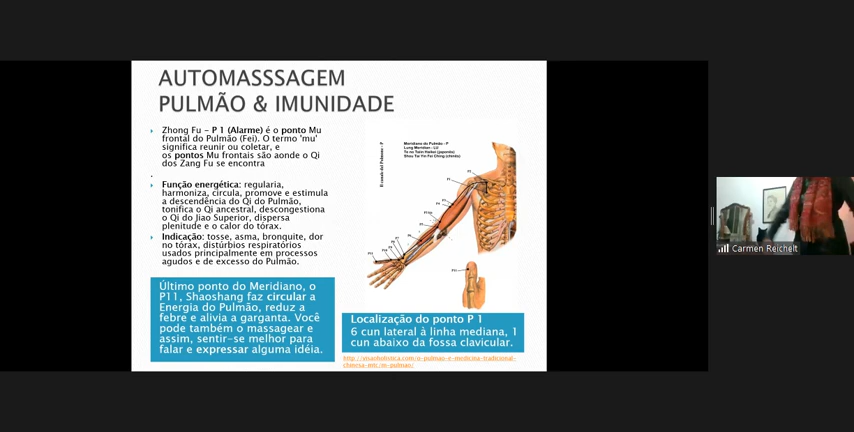 AUTOMASSSAGEM
PULMÃO & IMUNIDADE
Zhong Fu – P 1 (Alarme) é o ponto Mu
frontal do Pulmão (Fei). O termo 'mu'
significa reunir ou coletar, e
os pontos Mu frontais são aonde o Qi
dos Zang Fu se encontra
.
Função energética: regularia,
harmoniza, circula, promove e estimula
a descendência do Qi do Pulmão,
tonifica o Qi ancestral, descongestiona
o Qi do Jiao Superior, dispersa
plenitude e o calor do tórax.
Indicação: tosse, asma, bronquite, dor
no tórax, distúrbios respiratórios
usados principalmente em processos
agudos e de excesso do Pulmão.
Último ponto do Meridiano, o
P11, Shaoshang faz circular a
Energia do Pulmão, reduz a
febre e alivia a garganta. Você
pode também o massagear e
assim, sentir-se melhor para
falar e expressar alguma idéia.
Meridiano do Pulmão - P
Lung Meridian - LU
Localização do ponto P 1
6 cun lateral à linha mediana, 1
cun abaixo da fossa clavicular.
Carmen Reichelt